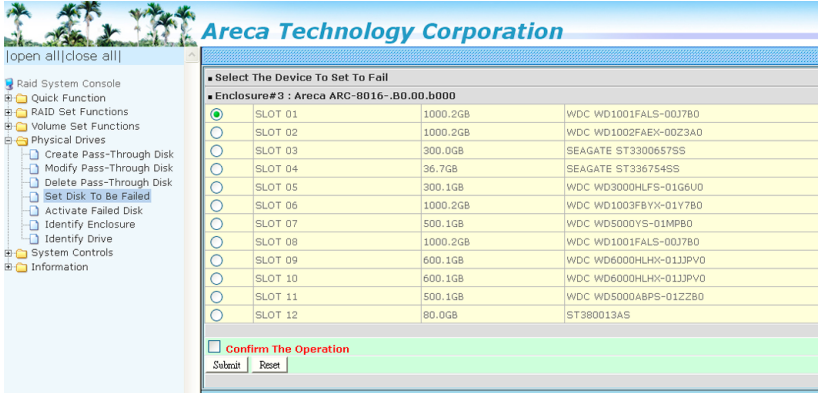 Areca Technology Corporation
|open all|close all|
Raid System Console
Quick Function
RAID Set Functions
Volume Set Functions
Physical Drives
Create Pass-Through Disk
Modify Pass-Through Disk
Delete Pass-Through Disk
Set Disk To Be Failed
Activate Failed Disk
Identify Enclosure
Identify Drive
System Controls
Information
Select The Device To Set To Fail
Enclosure#3 : Areca ARC-8016-.B0.00.b000
SLOT 01 1000.2GB WDC WD1001FALS-00J7B0
SLOT 02 1000.2GB WDC WD1002FAEX-00Z3A0
SLOT 03 300.0GB SEAGATE ST3300657SS
SLOT 04 36.7GB SEAGATE ST336754SS
SLOT 05 300.1GB WDC WD3000HLFS-01G6U0
SLOT 06 1000.2GB WDC WD1003FBYX-01Y7B0
SLOT 07 500.1GB WDC WD5000YS-01MPB0
SLOT 08 1000.2GB WDC WD1001FALS-00J7B0
SLOT 09 600.1GB WDC WD6000HLHX-01JJPV0
SLOT 10 600.1GB WDC WD6000HLHX-01JJPV0
SLOT 11 500.1GB WDC WD5000ABPS-01ZZB0
SLOT 12 80.0GB ST380013AS
Confirm The Operation
Submit Reset